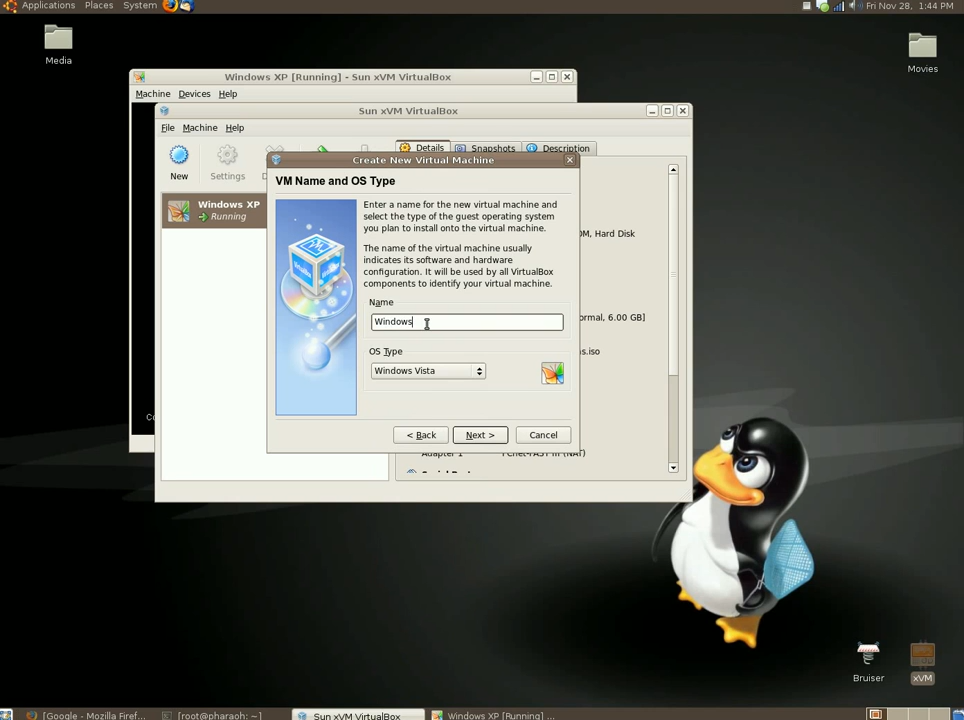 Applications Places System
Fri Nov 28, 1:44 PM
Media
Movies
Windows XP [Running] - Sun xVM VirtualBox
Machine Devices Help
Sun xVM VirtualBox
File Machine Help
New
Settings
Details
Snapshots
Description
Windows XP
Running
Create New Virtual Machine
VM Name and OS Type
Enter a name for the new virtual machine and
select the type of the guest operating system
you plan to install onto the virtual machine.
The name of the virtual machine usually
indicates its software and hardware
configuration. It will be used by all VirtualBox
components to identify your virtual machine.
Name
Windows
OS Type
Windows Vista
< Back
Next >
Cancel
OM, Hard Disk
ormal, 6.00 GB]
s.iso
Adapter 1
Bruiser
xVM
[Google - Mozilla Firef...
[root@pharaoh: ~]
Sun xVM VirtualBox
Windows XP [Running] ...